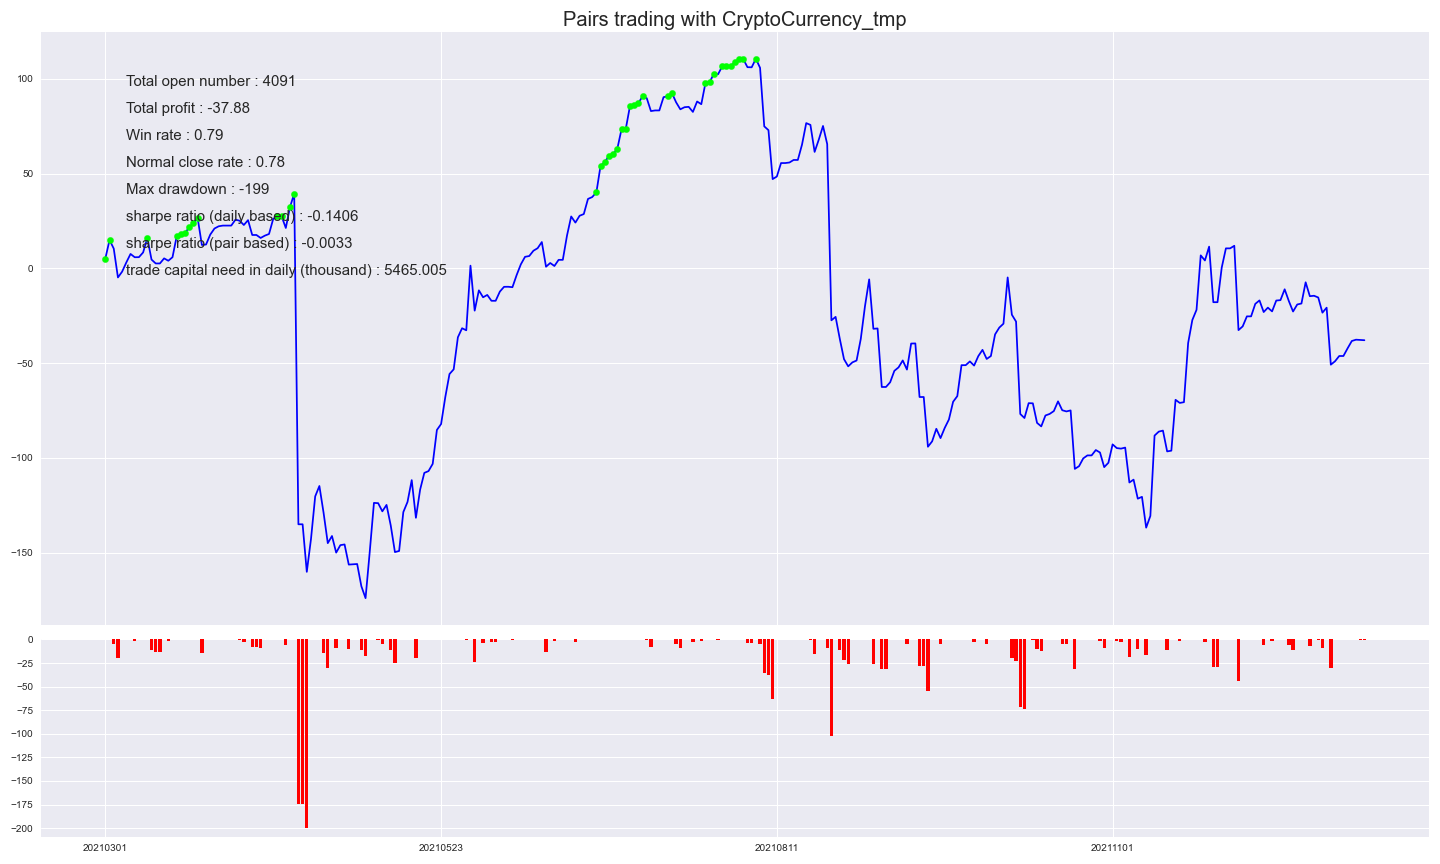 Pairs trading with CryptoCurrency_tmp
100
50
0
−50
−100
−150
Total open number : 4091
Total profit : -37.88
Win rate : 0.79
Normal close rate : 0.78
Max drawdown : -199
sharpe ratio (daily based) : -0.1406
sharpe ratio (pair based) : -0.0033
trade capital need in daily (thousand) : 5465.005
0
−25
−50
−75
−100
−125
−150
−175
−200
20210301
20210523
20210811
20211101